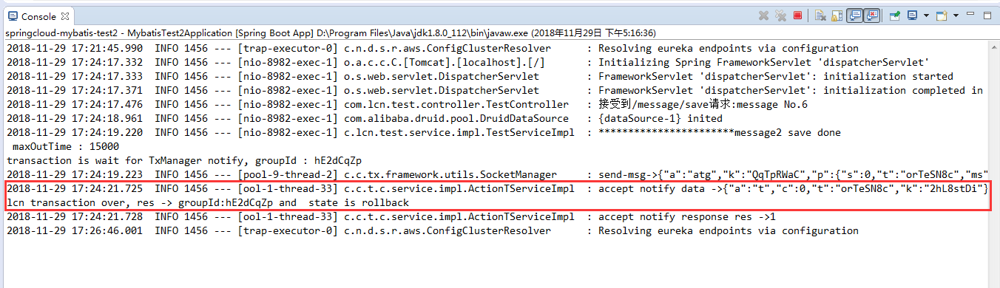 Console
springcloud-mybatis-test2 - MybatisTest2Application [Spring Boot App] D:\Program Files\Java\jdk1.8.0_112\bin\javaw.exe (2018年11月29日 下午5:16:36)
2018-11-29 17:21:45.990  INFO 1456 --- [trap-executor-0] c.n.d.s.r.aws.ConfigClusterResolver      : Resolving eureka endpoints via configuration
2018-11-29 17:24:17.332  INFO 1456 --- [nio-8982-exec-1] o.a.c.c.C.[Tomcat].[localhost].[/]       : Initializing Spring FrameworkServlet 'dispatcherServlet'
2018-11-29 17:24:17.333  INFO 1456 --- [nio-8982-exec-1] o.s.web.servlet.DispatcherServlet        : FrameworkServlet 'dispatcherServlet': initialization started
2018-11-29 17:24:17.371  INFO 1456 --- [nio-8982-exec-1] o.s.web.servlet.DispatcherServlet        : FrameworkServlet 'dispatcherServlet': initialization completed in
2018-11-29 17:24:17.476  INFO 1456 --- [nio-8982-exec-1] com.lcn.test.controller.TestController   : 接受到/message/save请求:message No.6
2018-11-29 17:24:18.961  INFO 1456 --- [nio-8982-exec-1] com.alibaba.druid.pool.DruidDataSource   : {dataSource-1} inited
2018-11-29 17:24:19.220  INFO 1456 --- [nio-8982-exec-1] c.lcn.test.service.impl.TestServiceImpl  : ***********************message2 save done
 maxOutTime : 15000
transaction is wait for TxManager notify, groupId : hE2dCqZp
2018-11-29 17:24:19.223  INFO 1456 --- [pool-9-thread-2] c.c.tx.framework.utils.SocketManager     : send-msg->{"a":"atg","k":"QqTpRWaC","p":{"s":0,"t":"orTeSN8c","ms"
2018-11-29 17:24:21.725  INFO 1456 --- [ool-1-thread-33] c.c.t.c.service.impl.ActionTServiceImpl  : accept notify data ->{"a":"t","c":0,"t":"orTeSN8c","k":"2hL8stDi"}
lcn transaction over, res -> groupId:hE2dCqZp and  state is rollback
2018-11-29 17:24:21.728  INFO 1456 --- [ool-1-thread-33] c.c.t.c.service.impl.ActionTServiceImpl  : accept notify response res ->1
2018-11-29 17:26:46.001  INFO 1456 --- [trap-executor-0] c.n.d.s.r.aws.ConfigClusterResolver      : Resolving eureka endpoints via configuration